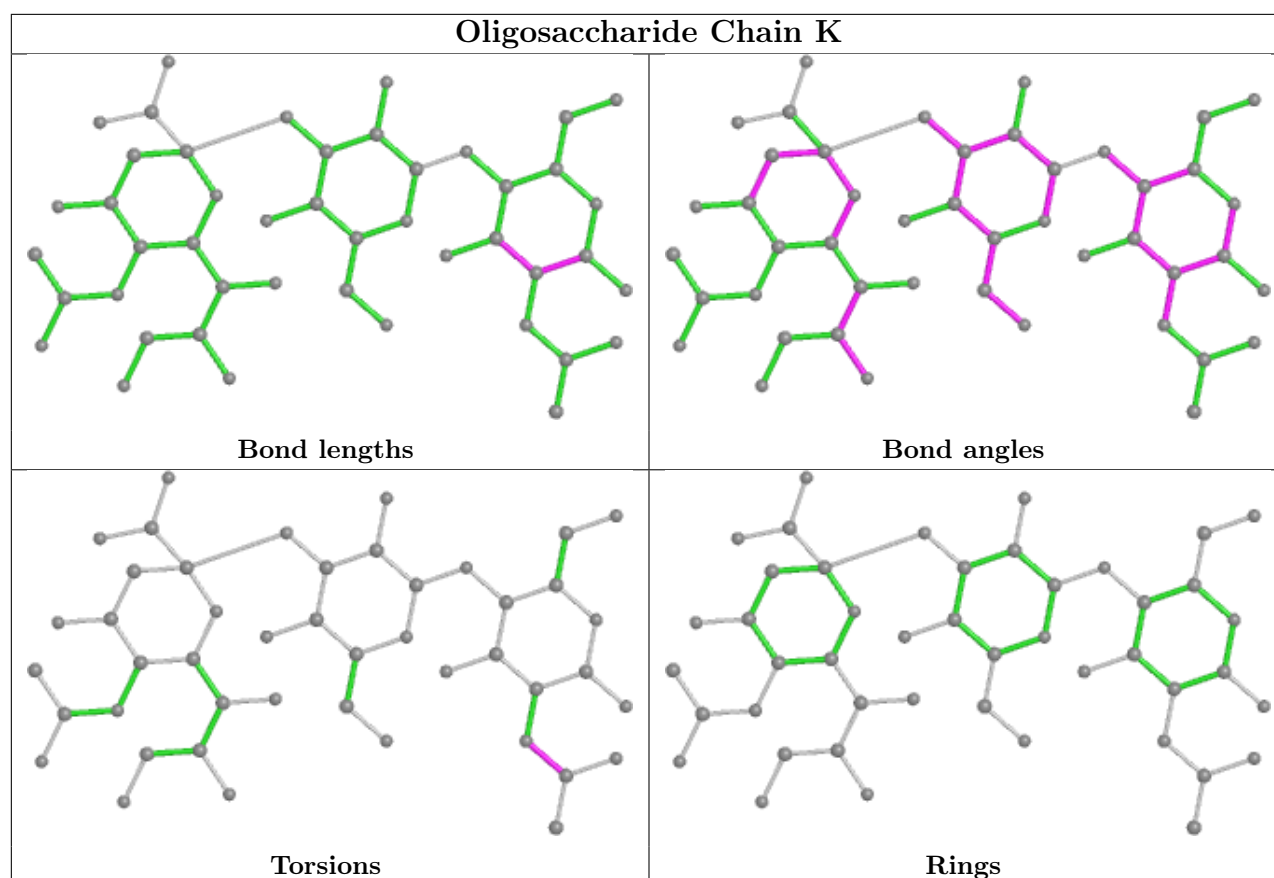 Oligosaccharide Chain K
Bond lengths
Bond angles
Torsions
Rings